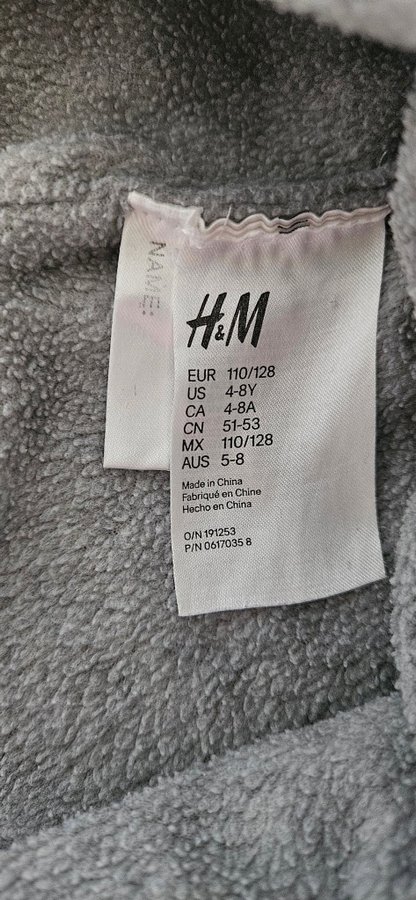 NAME:
H&M
EUR 110/128
US 4-8Y
CA 4-8A
CN 51-53
MX 110/128
AUS 5-8
Made in China
Fabriqué en Chine
Hecho en China
O/N 191253
P/N 0617035 8